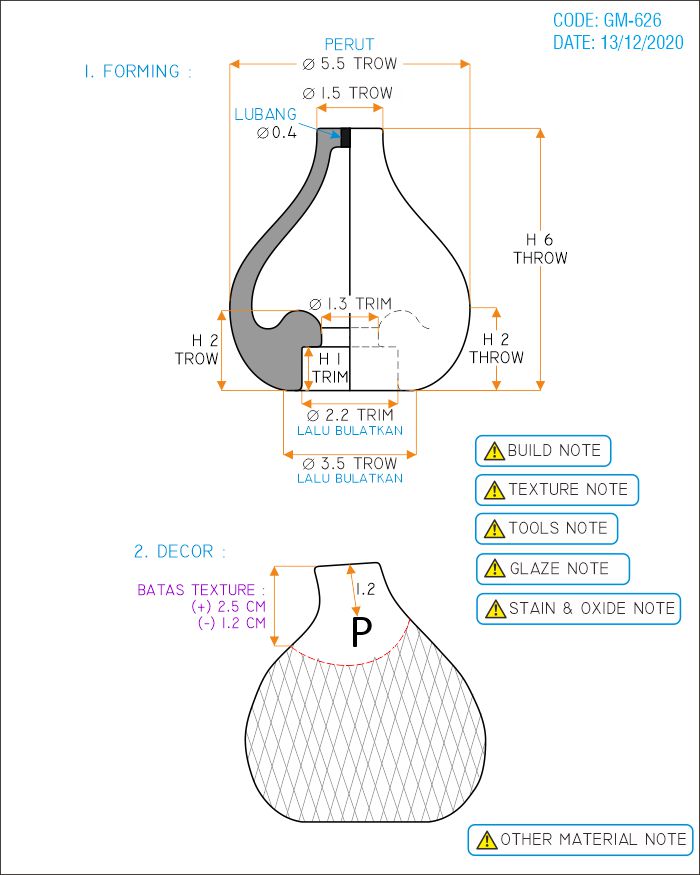 CODE: GM-626
DATE: 13/12/2020
1. FORMING :
PERUT
Ø 5.5 TROW
Ø 1.5 TROW
LUBANG
Ø0.4
H 6
THROW
Ø 1.3 TRIM
H 2
TROW
H 1
TRIM
H 2
THROW
Ø 2.2 TRIM
LALU BULATKAN
Ø 3.5 TROW
LALU BULATKAN
BUILD NOTE
TEXTURE NOTE
TOOLS NOTE
GLAZE NOTE
STAIN & OXIDE NOTE
2. DECOR :
BATAS TEXTURE :
(+) 2.5 CM
(-) 1.2 CM
1.2
P
OTHER MATERIAL NOTE